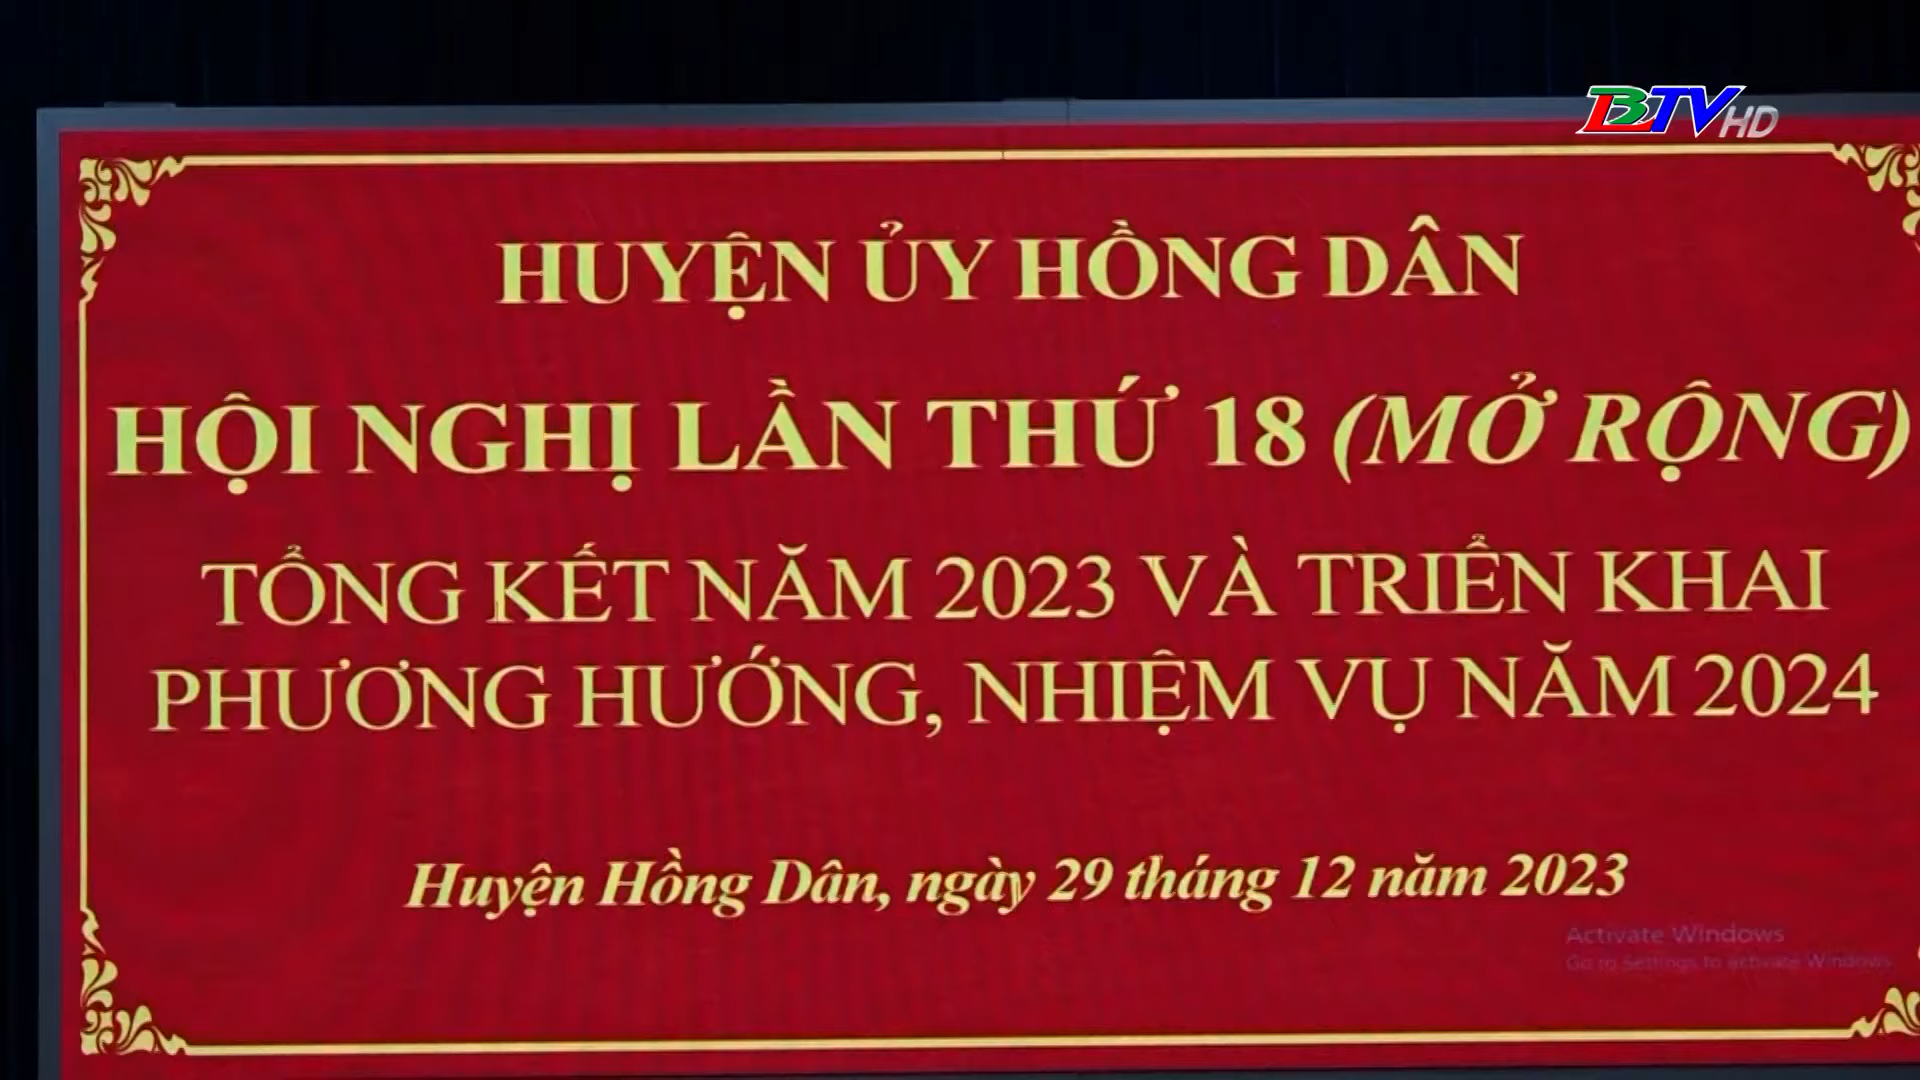 BTV HD
HUYỆN ỦY HỒNG DÂN
HỘI NGHỊ LẦN THỨ 18 (MỞ RỘNG)
TỔNG KẾT NĂM 2023 VÀ TRIỂN KHAI
PHƯƠNG HƯỚNG, NHIỆM VỤ NĂM 2024
Huyện Hồng Dân, ngày 29 tháng 12 năm 2023
Activate Windows
Go to Settings to activate Windows.